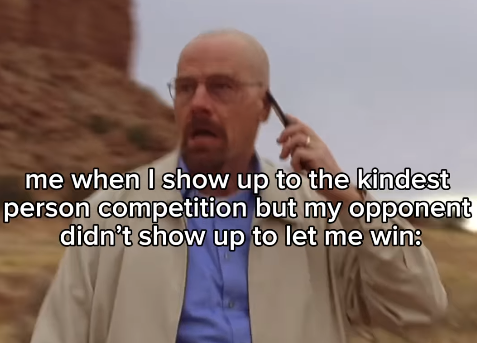 me when I show up to the kindest
person competition but my opponent
didn't show up to let me win: